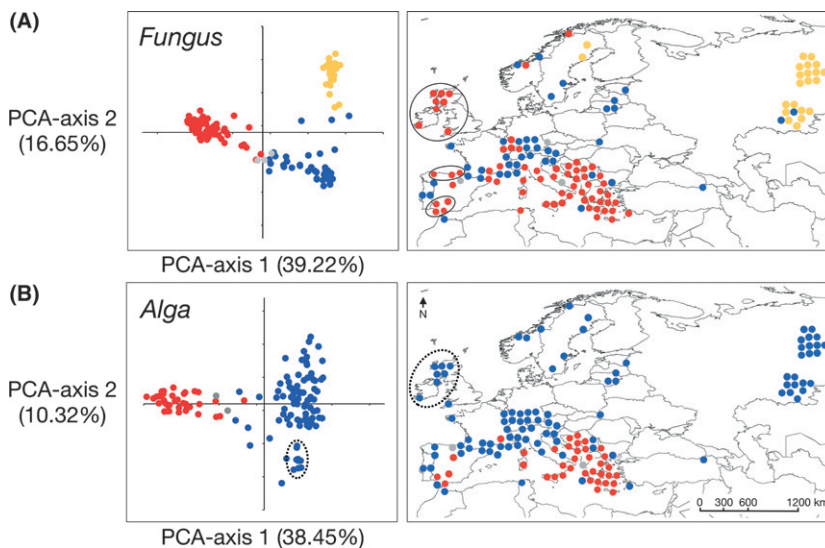 (A)
Fungus
PCA-axis 2
(16.65%)
PCA-axis 1 (39.22%)
(B)
Alga
N
PCA-axis 2
(10.32%)
PCA-axis 1 (38.45%)
0 300 600 1200 km